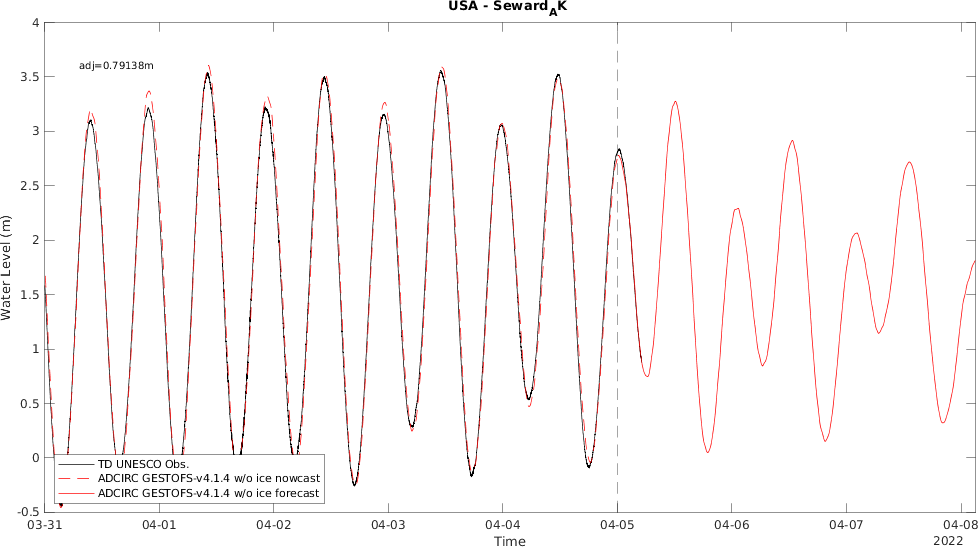 USA - Seward_AK
4
adj=0.79138m
3.5
3
2.5
2
1.5
1
0.5
0
-0.5
Water Level (m)
TD UNESCO Obs.
ADCIRC GESTOFS-v4.1.4 w/o ice nowcast
ADCIRC GESTOFS-v4.1.4 w/o ice forecast
03-31 04-01 04-02 04-03 04-04 04-05 04-06 04-07 04-08
Time
2022